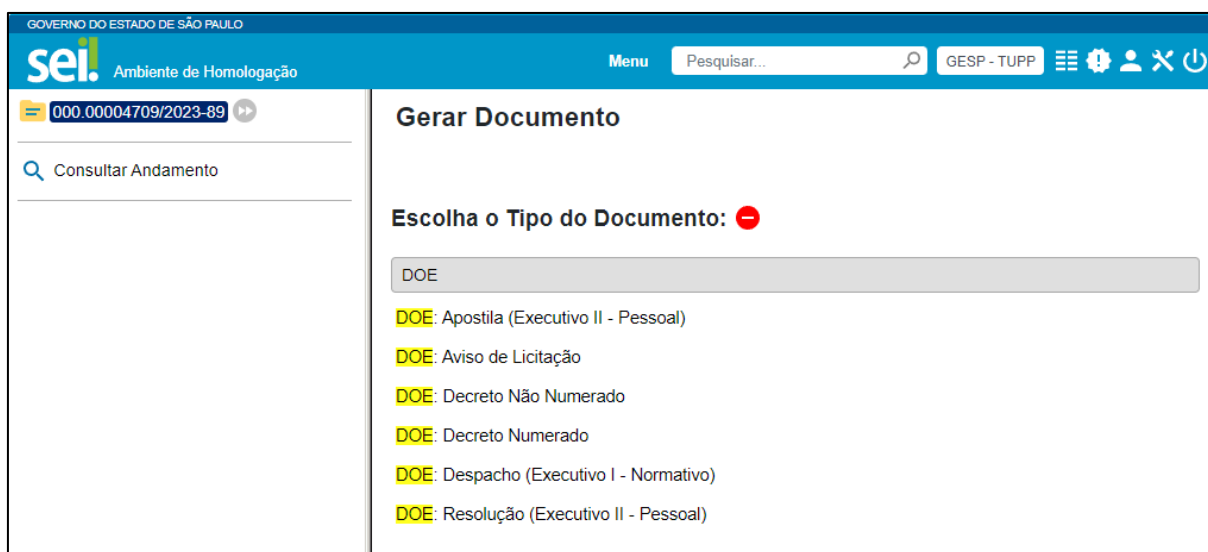 GOVERNO DO ESTADO DE SÃO PAULO
sei! Ambiente de Homologação
Menu Pesquisar... GESP - TUPP
000.00004709/2023-89
Consultar Andamento
Gerar Documento
Escolha o Tipo do Documento:
DOE
DOE: Apostila (Executivo II - Pessoal)
DOE: Aviso de Licitação
DOE: Decreto Não Numerado
DOE: Decreto Numerado
DOE: Despacho (Executivo I - Normativo)
DOE: Resolução (Executivo II - Pessoal)